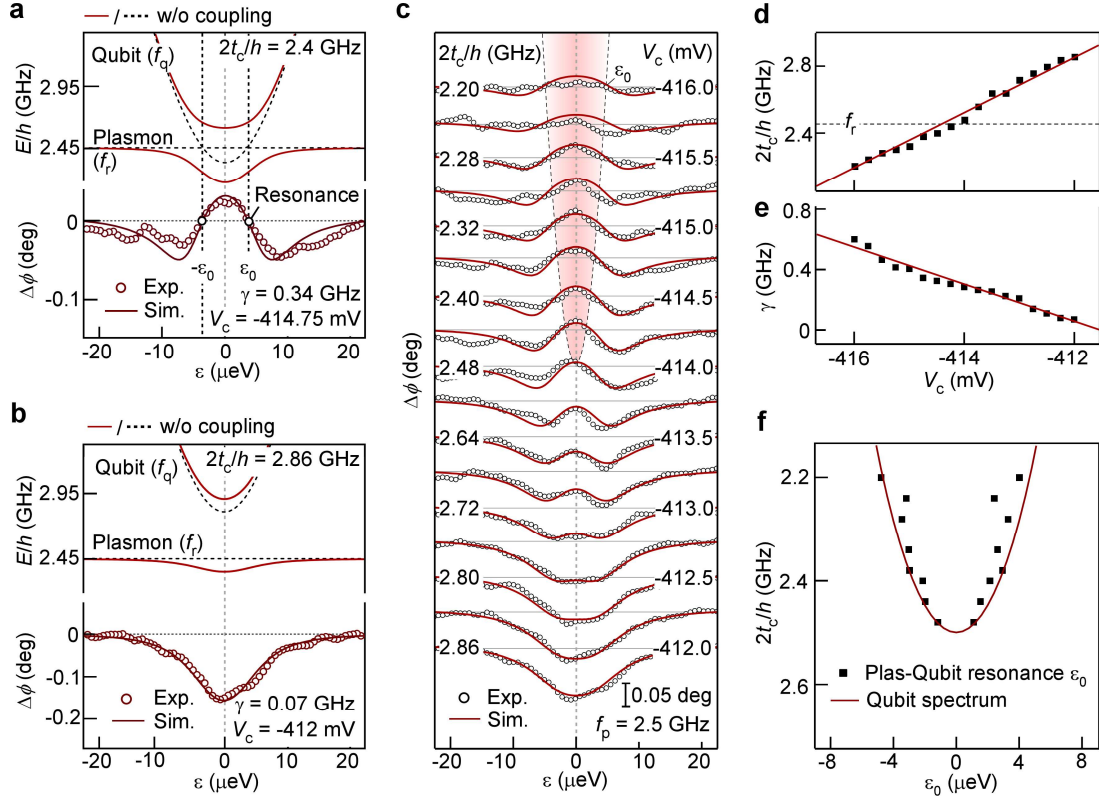 a
/ w/o coupling
Qubit (fq)
2tc/h = 2.4 GHz
2.95
E/h (GHz)
Plasmon
2.45
(fr)
Resonance
0
Δϕ (deg)
-ε0
ε0
Exp.
γ = 0.34 GHz
-0.1
Sim.
Vc = -414.75 mV
-20 -10 0 10 20
ε (μeV)
b
/ w/o coupling
Qubit (fq)
2tc/h = 2.86 GHz
2.95
E/h (GHz)
Plasmon (fr)
2.45
0
-0.1
Δϕ (deg)
Exp.
γ = 0.07 GHz
Sim.
Vc = -412 mV
-0.2
-20 -10 0 10 20
ε (μeV)
c
2tc/h (GHz)
Vc (mV)
ε0
2.20 -416.0
2.28 -415.5
2.32 -415.0
2.40 -414.5
2.48 -414.0
2.64 -413.5
2.72 -413.0
2.80 -412.5
2.86 -412.0
Δϕ (deg)
Exp.
0.05 deg
Sim.
fp = 2.5 GHz
-20 -10 0 10 20
ε (μeV)
d
2.8
2tc/h (GHz)
fr
2.4
e
0.8
γ (GHz)
0.4
0
-416 -414 -412
Vc (mV)
f
2.2
2tc/h (GHz)
2.4
2.6
Plas-Qubit resonance ε0
Qubit spectrum
-8 -4 0 4 8
ε0 (μeV)